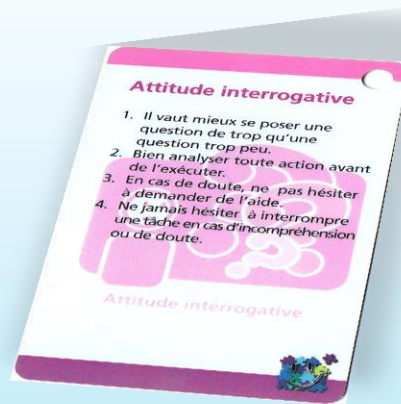 Attitude interrogative
1. Il vaut mieux se poser une
question de trop qu'une
question trop peu.
2. Bien analyser toute action avant
de l'exécuter.
3. En cas de doute, ne pas hésiter
à demander de l'aide.
4. Ne jamais hésiter à interrompre
une tâche en cas d'incompréhension
ou de doute.
Attitude intérrogative